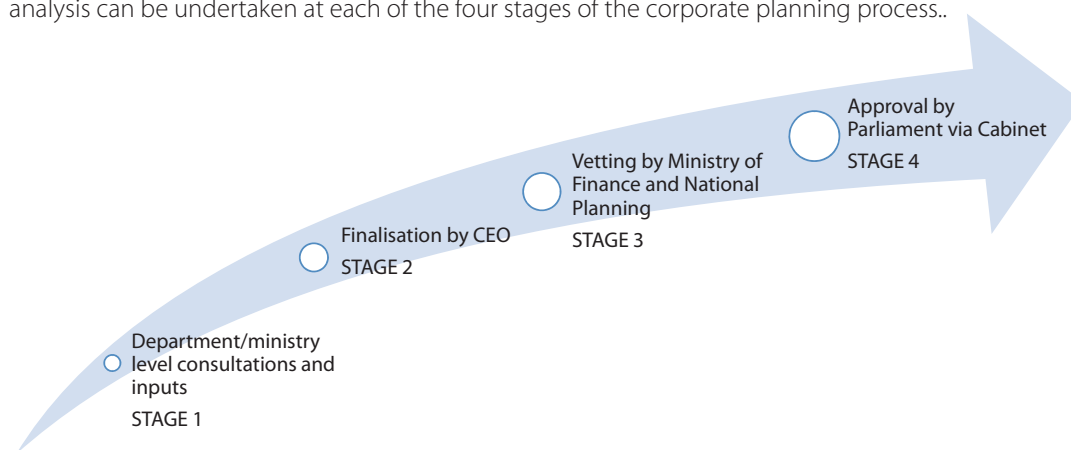 analysis can be undertaken at each of the four stages of the corporate planning process..
Department/ministry
level consultations and
inputs
STAGE 1
Finalisation by CEO
STAGE 2
Vetting by Ministry of
Finance and National
Planning
STAGE 3
Approval by
Parliament via Cabinet
STAGE 4